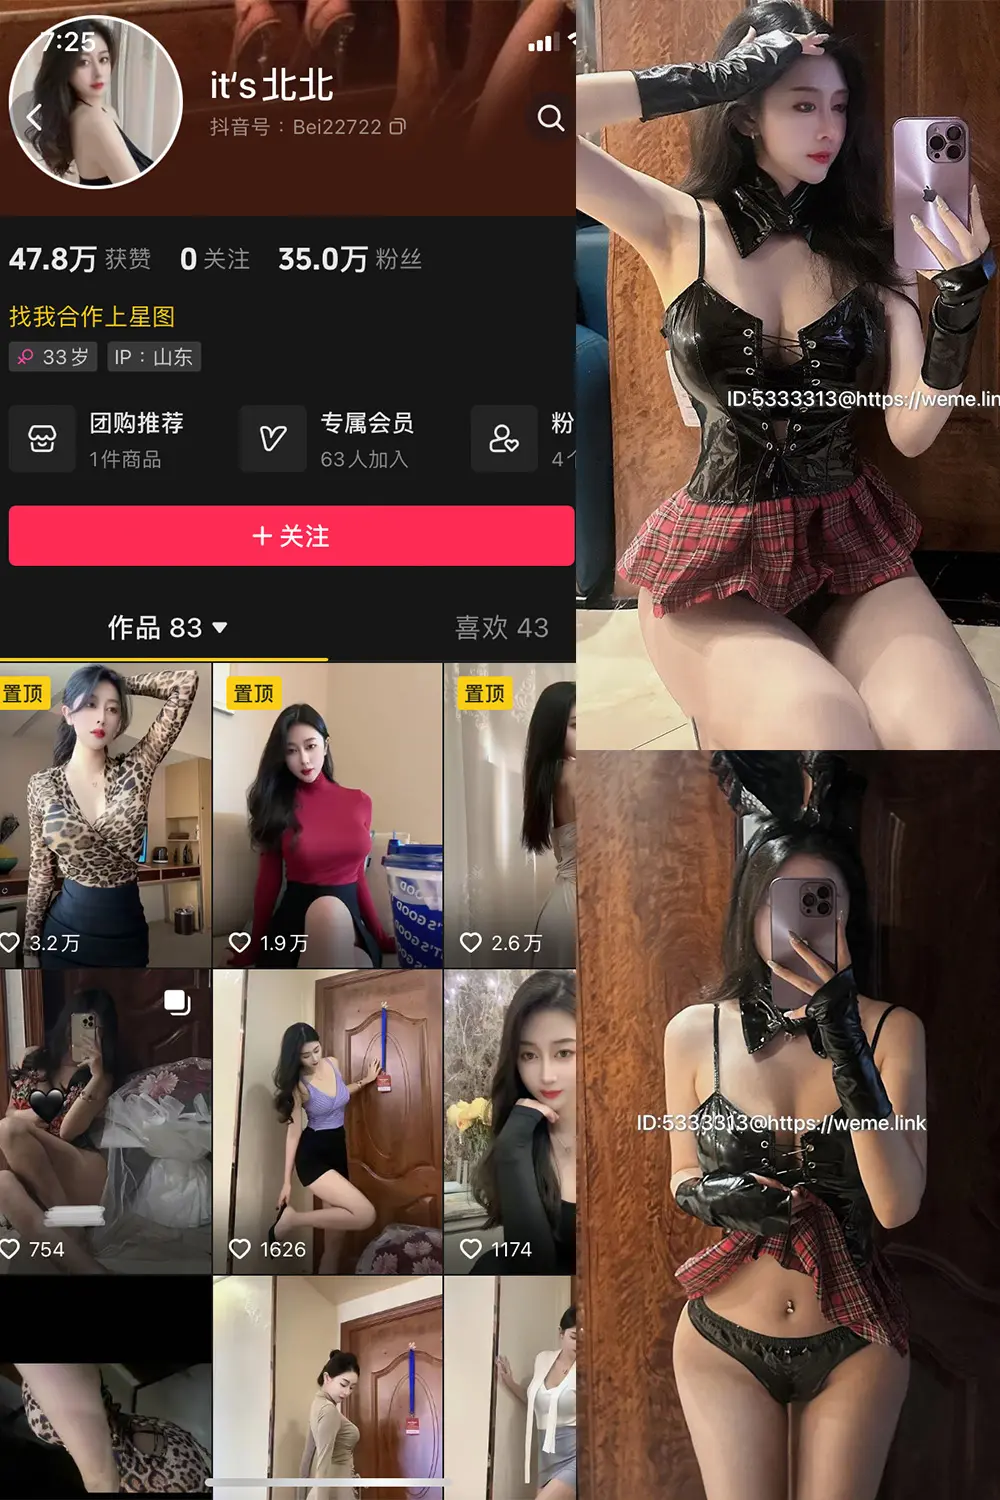 7:25
it‘s 北北
抖音号：Bei22722
47.8万 获赞 0 关注 35.0万 粉丝
找我合作上星图
33岁 IP：山东
团购推荐 专属会员 粉
1件商品 63人加入 4个
+ 关注
作品 83 喜欢 43
置顶 置顶 置顶
3.2万 1.9万 2.6万
754 1626 1174
ID:5333313@https://weme.lin
ID:5333313@https://weme.link